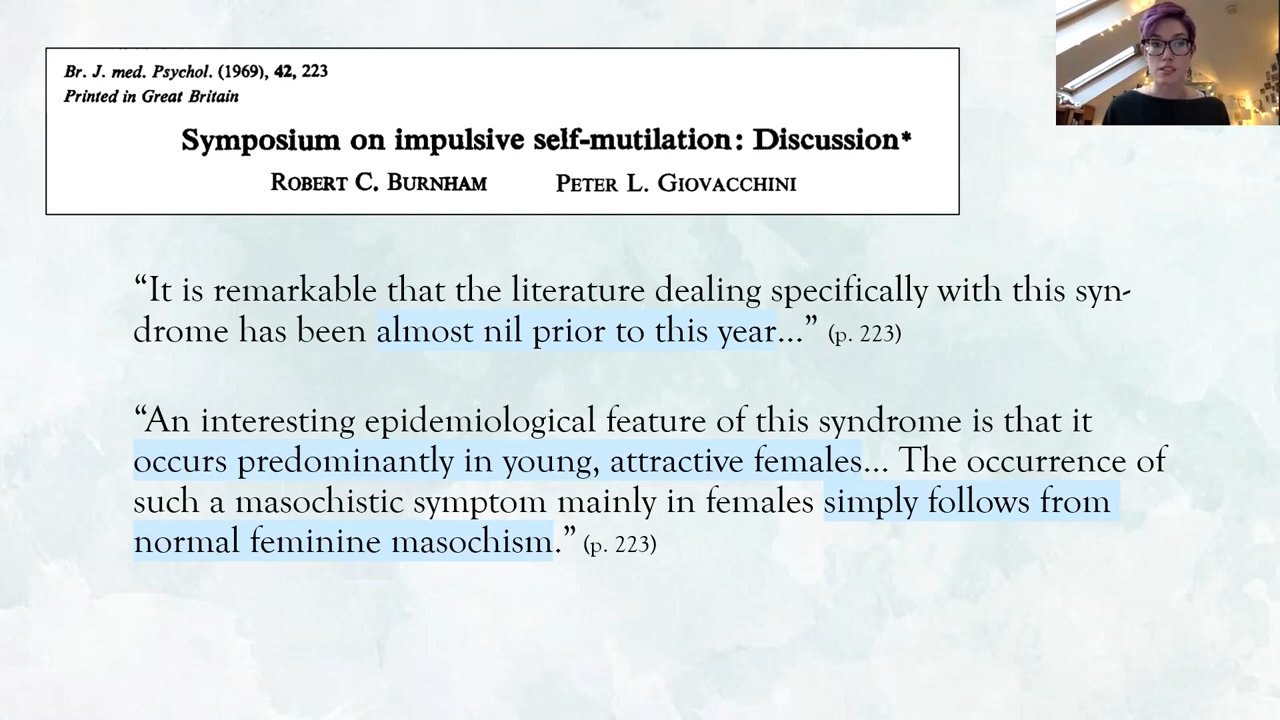 Br. J. med. Psychol. (1969), 42, 223
Printed in Great Britain
Symposium on impulsive self-mutilation: Discussion*
ROBERT C. BURNHAM PETER L. GIOVACCHINI
“It is remarkable that the literature dealing specifically with this syn-
drome has been almost nil prior to this year...” (p. 223)
“An interesting epidemiological feature of this syndrome is that it
occurs predominantly in young, attractive females... The occurrence of
such a masochistic symptom mainly in females simply follows from
normal feminine masochism.” (p. 223)